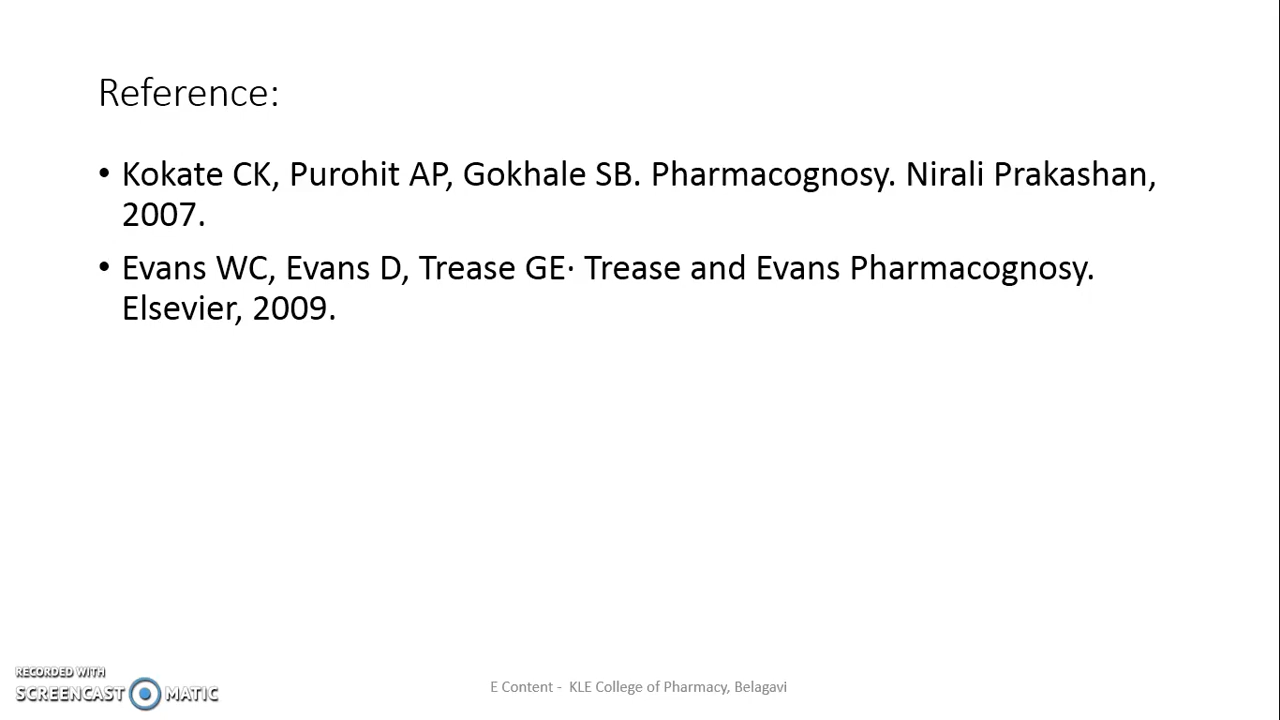 Reference:
• Kokate CK, Purohit AP, Gokhale SB. Pharmacognosy. Nirali Prakashan,
2007.
• Evans WC, Evans D, Trease GE· Trease and Evans Pharmacognosy.
Elsevier, 2009.
RECORDED WITH
SCREENCAST MATIC
E Content - KLE College of Pharmacy, Belagavi